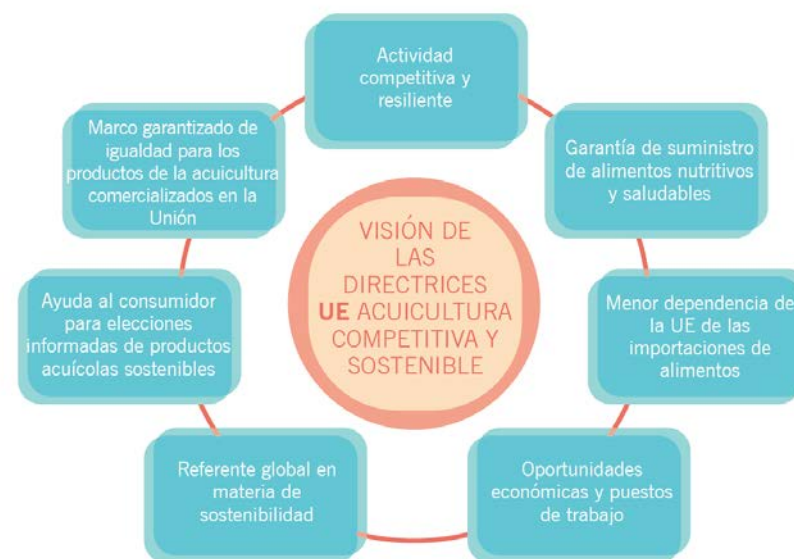 Actividad
competitiva y
resiliente
Garantía de suministro
de alimentos nutritivos
y saludables
Menor dependencia de
la UE de las
importaciones de
alimentos
Oportunidades
económicas y puestos
de trabajo
Referente global en
materia de
sostenibilidad
Ayuda al consumidor
para elecciones
informadas de productos
acuícolas sostenibles
Marco garantizado de
igualdad para los
productos de la acuicultura
comercializados en la
Unión
VISIÓN DE
LAS
DIRECTRICES
UE ACUICULTURA
COMPETITIVA Y
SOSTENIBLE